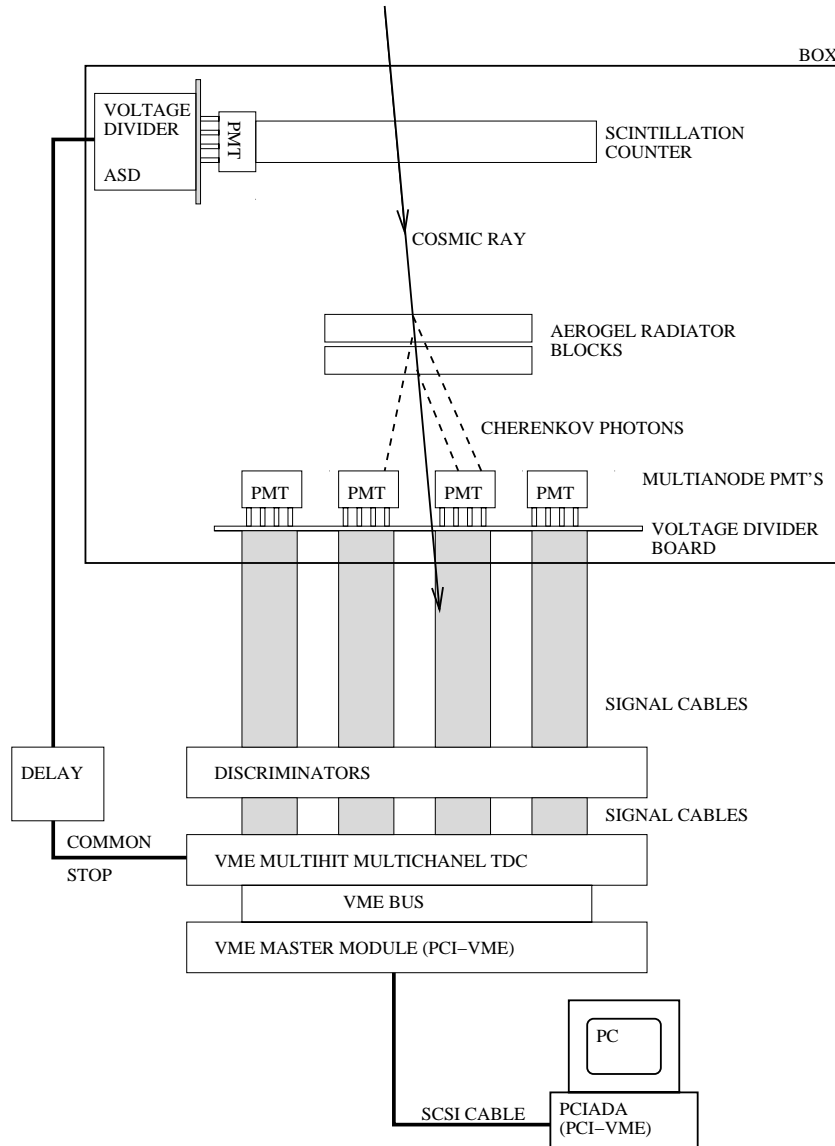 BOX
VOLTAGE
DIVIDER
ASD
PMT
SCINTILLATION
COUNTER
COSMIC RAY
AEROGEL RADIATOR
BLOCKS
CHERENKOV PHOTONS
PMT
PMT
PMT
PMT
MULTIANODE PMT'S
VOLTAGE DIVIDER
BOARD
SIGNAL CABLES
DELAY
DISCRIMINATORS
SIGNAL CABLES
COMMON
STOP
VME MULTIHIT MULTICHANEL TDC
VME BUS
VME MASTER MODULE (PCI−VME)
PC
SCSI CABLE
PCIADA
(PCI−VME)